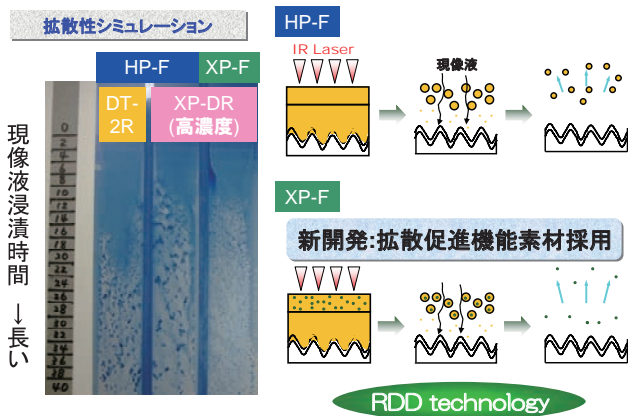 拡散性シミュレーション
HP-F
XP-F
DT-
2R
XP-DR
(高濃度)
現像液浸漬時間 →長い
0
2
4
6
8
10
12
14
16
18
20
22
24
26
28
30
32
34
36
38
40
HP-F
IR Laser
現像液
XP-F
新開発:拡散促進機能素材採用
RDD technology